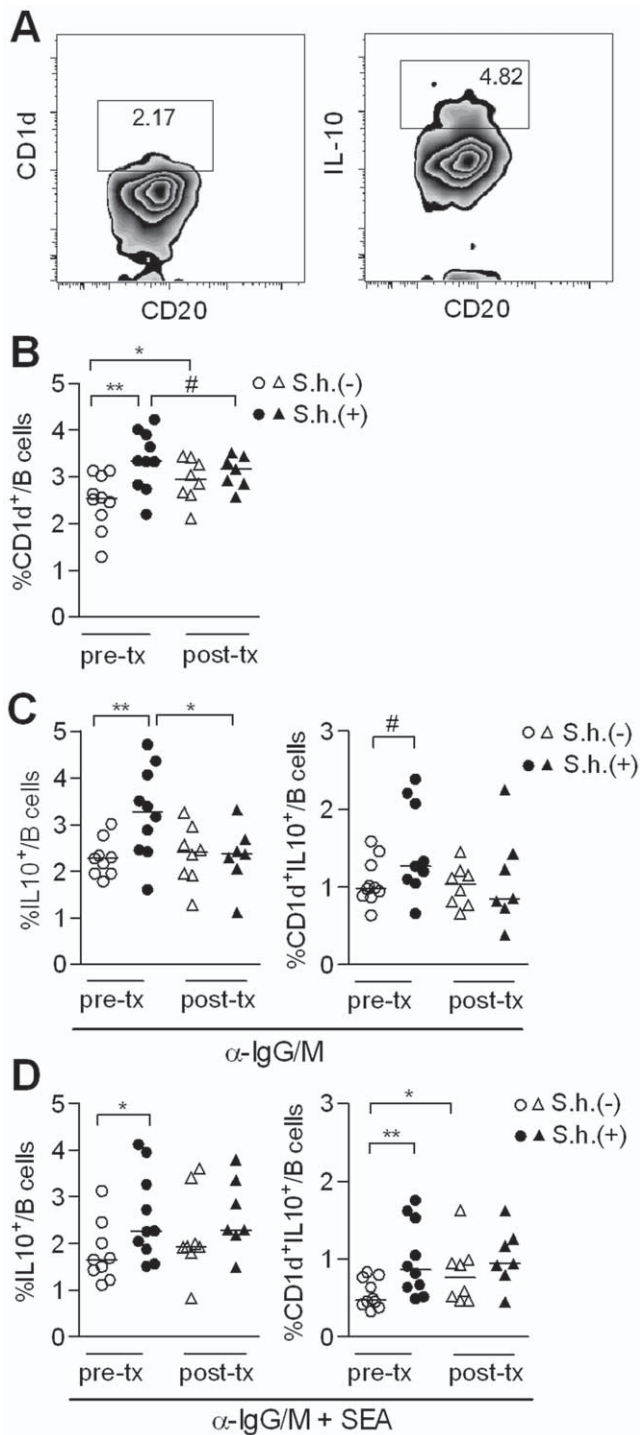 A
CD1d
2.17
CD20
IL-10
4.82
CD20
B
%CD1d⁺/B cells
5
4
3
2
1
0
*
**
#
S.h.(-)
S.h.(+)
pre-tx
post-tx
C
%IL10⁺/B cells
5
4
3
2
1
0
**
*
pre-tx
post-tx
%CD1d⁺IL10⁺/B cells
3
2
1
0
#
S.h.(-)
S.h.(+)
pre-tx
post-tx
α-IgG/M
D
%IL10⁺/B cells
5
4
3
2
1
0
*
pre-tx
post-tx
%CD1d⁺IL10⁺/B cells
3
2
1
0
*
**
S.h.(-)
S.h.(+)
pre-tx
post-tx
α-IgG/M + SEA